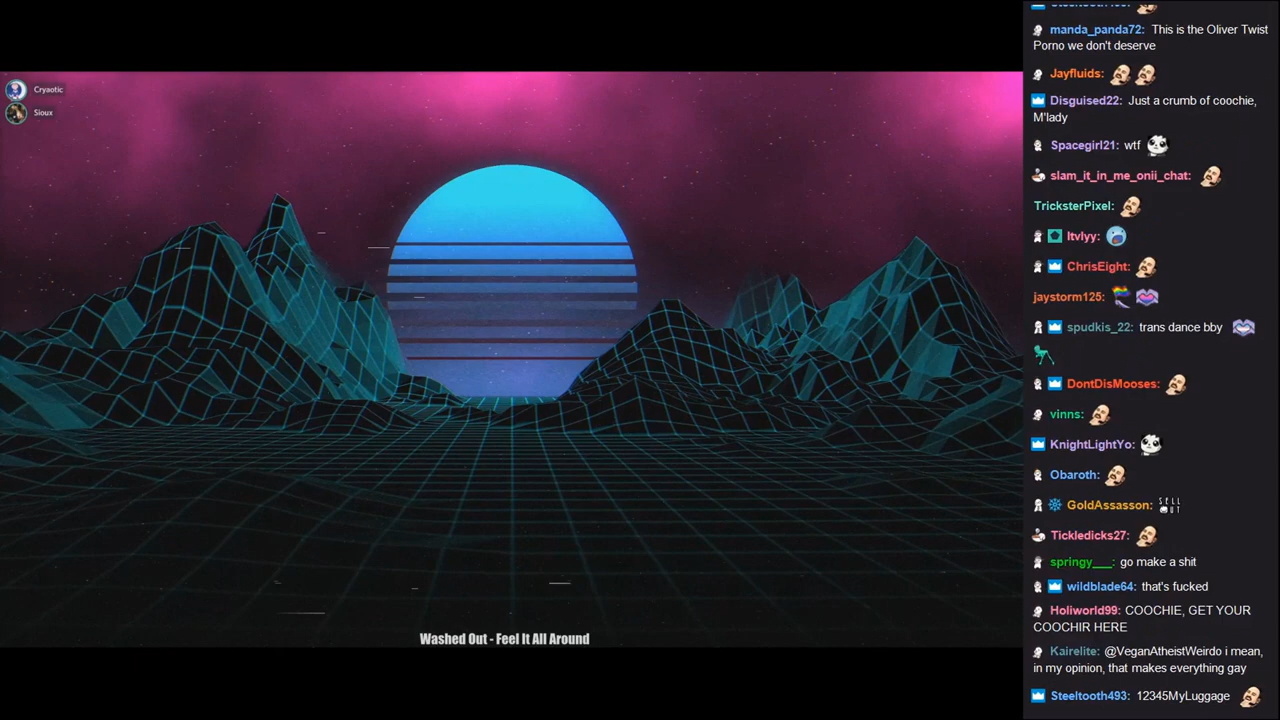 Cryaotic
Sioux
Washed Out - Feel It All Around
manda_panda72: This is the Oliver Twist
Porno we don't deserve
Jayfluids:
Disguised22: Just a crumb of coochie,
M'lady
Spacegirl21: wtf
slam_it_in_me_onii_chat:
TricksterPixel:
Itvlyy:
ChrisEight:
jaystorm125:
spudkis_22: trans dance bby
DontDisMooses:
vinns:
KnightLightYo:
Obaroth:
GoldAssasson:
Tickledicks27:
springy___: go make a shit
wildblade64: that's fucked
Holiworld99: COOCHIE, GET YOUR
COOCHIR HERE
Kairelite: @VeganAtheistWeirdo i mean,
in my opinion, that makes everything gay
Steeltooth493: 12345MyLuggage